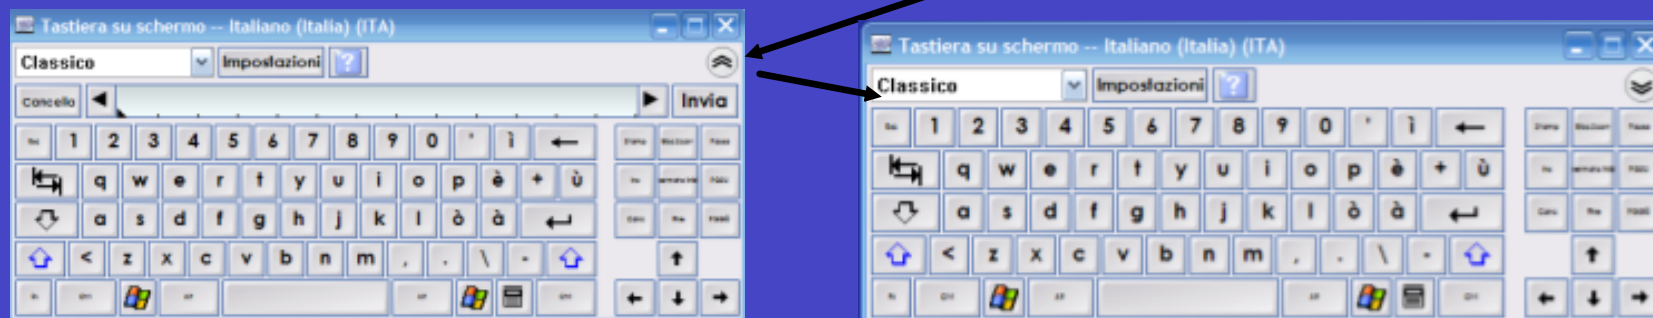 Tastiera su schermo -- Italiano (Italia) (ITA)
Classico Impostazioni ?
Cancella Invia
1 2 3 4 5 6 7 8 9 0 ' ì
q w e r t y u i o p è + ù
a s d f g h j k l ò à
< z x c v b n m , . \ -
Tastiera su schermo -- Italiano (Italia) (ITA)
Classico Impostazioni ?
1 2 3 4 5 6 7 8 9 0 ' ì
q w e r t y u i o p è + ù
a s d f g h j k l ò à
< z x c v b n m , . \ -